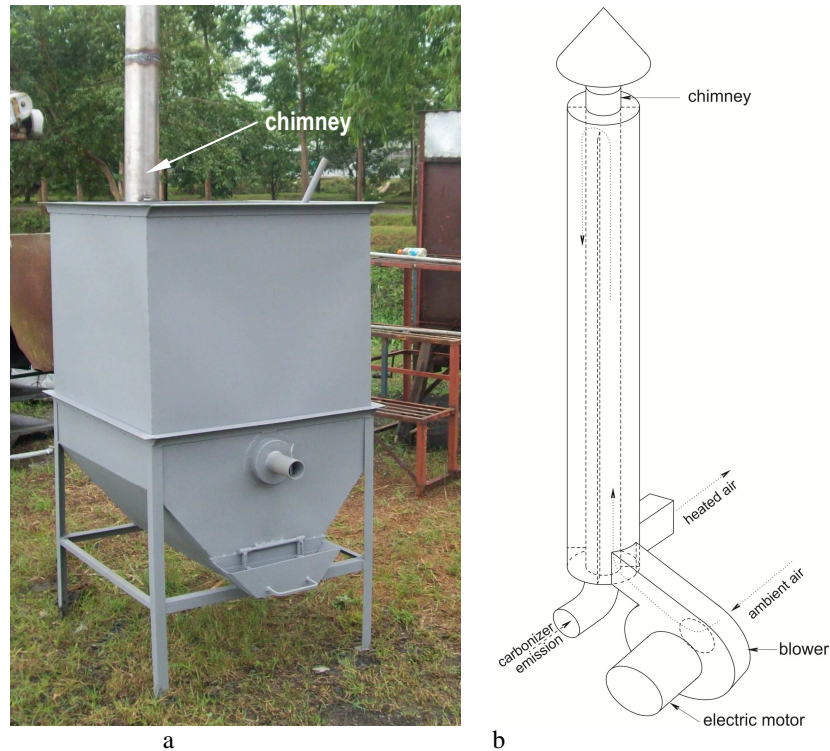 chimney
chimney
heated air
ambient air
carbonizer
emission
blower
electric motor
a
b